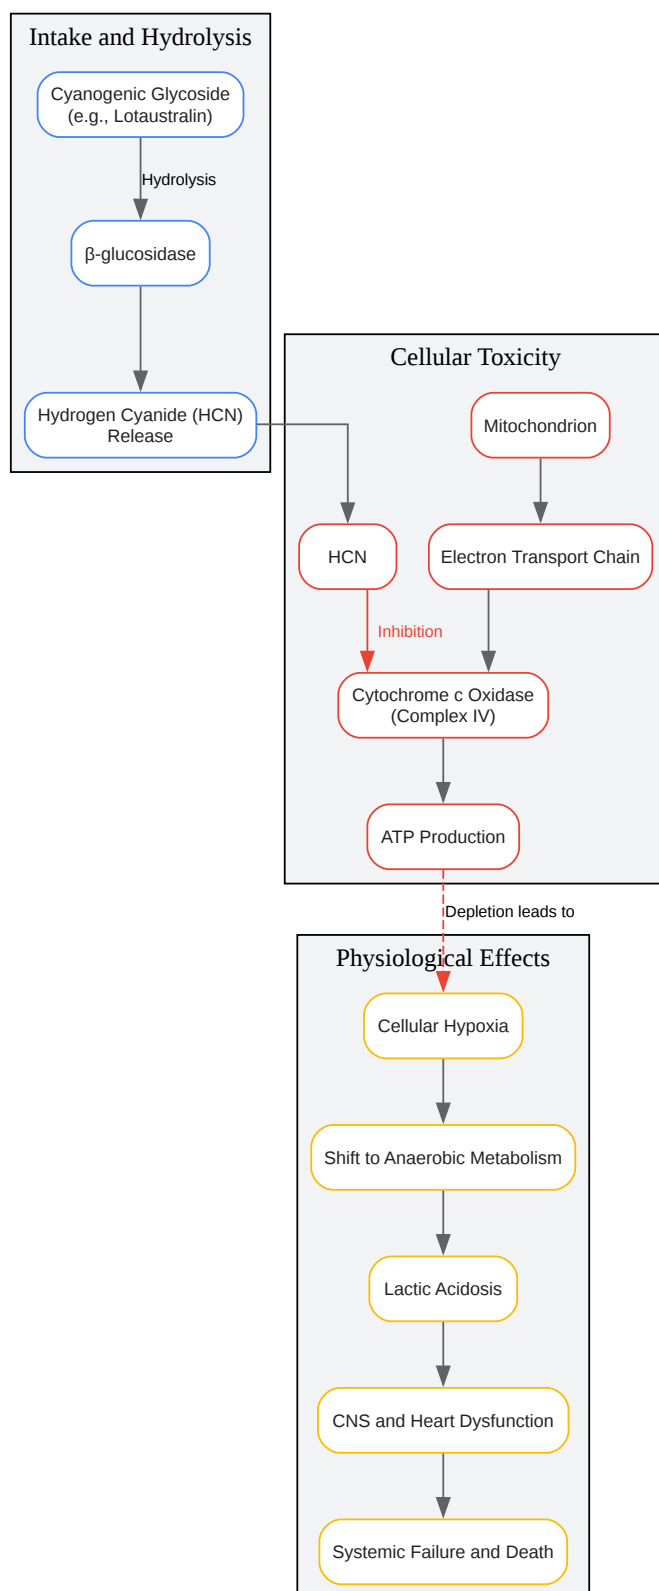 Intake and Hydrolysis
Cyanogenic Glycoside
(e.g., Lotaustralin)
Hydrolysis
β-glucosidase
Hydrogen Cyanide (HCN)
Release
Cellular Toxicity
Mitochondrion
HCN
Electron Transport Chain
Inhibition
Cytochrome c Oxidase
(Complex IV)
ATP Production
Depletion leads to
Physiological Effects
Cellular Hypoxia
Shift to Anaerobic Metabolism
Lactic Acidosis
CNS and Heart Dysfunction
Systemic Failure and Death